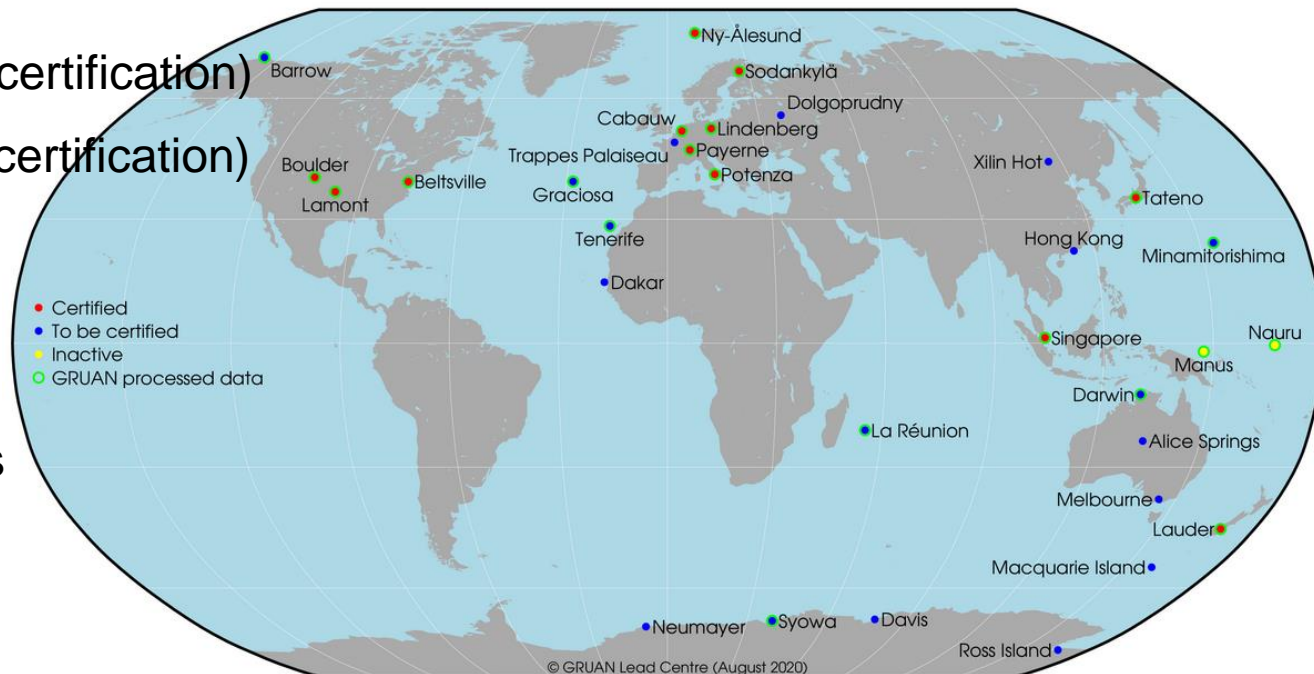 certification)
certification)
s
Ny-Ålesund
Barrow
Sodankylä
Dolgoprudny
Cabauw
Lindenberg
Trappes Palaiseau
Payerne
Xilin Hot
Boulder
Beltsville
Potenza
Graciosa
Lamont
Tateno
Tenerife
Hong Kong
Minamitorishima
Dakar
Certified
To be certified
Inactive
GRUAN processed data
Singapore
Nauru
Manus
Darwin
La Réunion
Alice Springs
Melbourne
Lauder
Macquarie Island
Neumayer
Syowa
Davis
Ross Island
© GRUAN Lead Centre (August 2020)